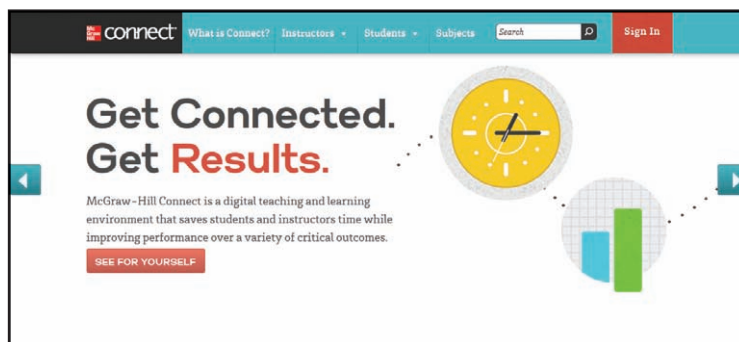 Mc Graw Hill connect What is Connect? Instructors Students Subjects Search Sign In
Get Connected.
Get Results.
McGraw-Hill Connect is a digital teaching and learning
environment that saves students and instructors time while
improving performance over a variety of critical outcomes.
SEE FOR YOURSELF